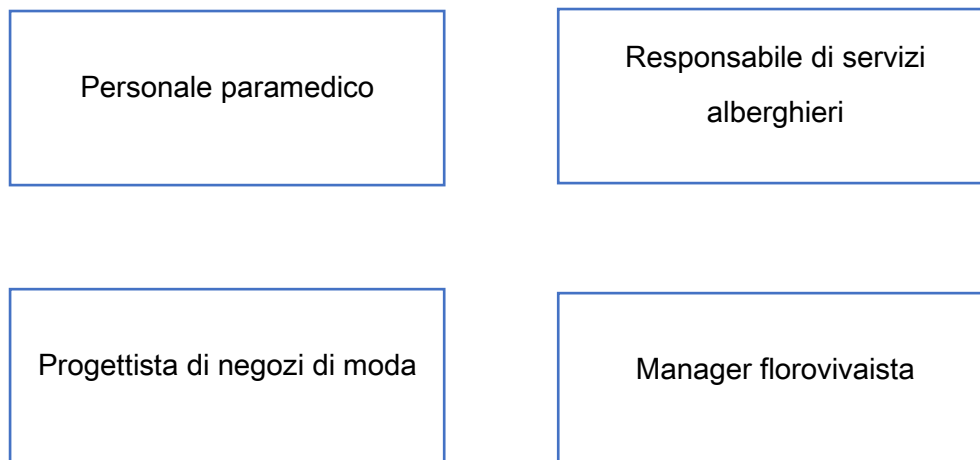 Personale paramedico
Responsabile di servizi
alberghieri
Progettista di negozi di moda
Manager florovivaista